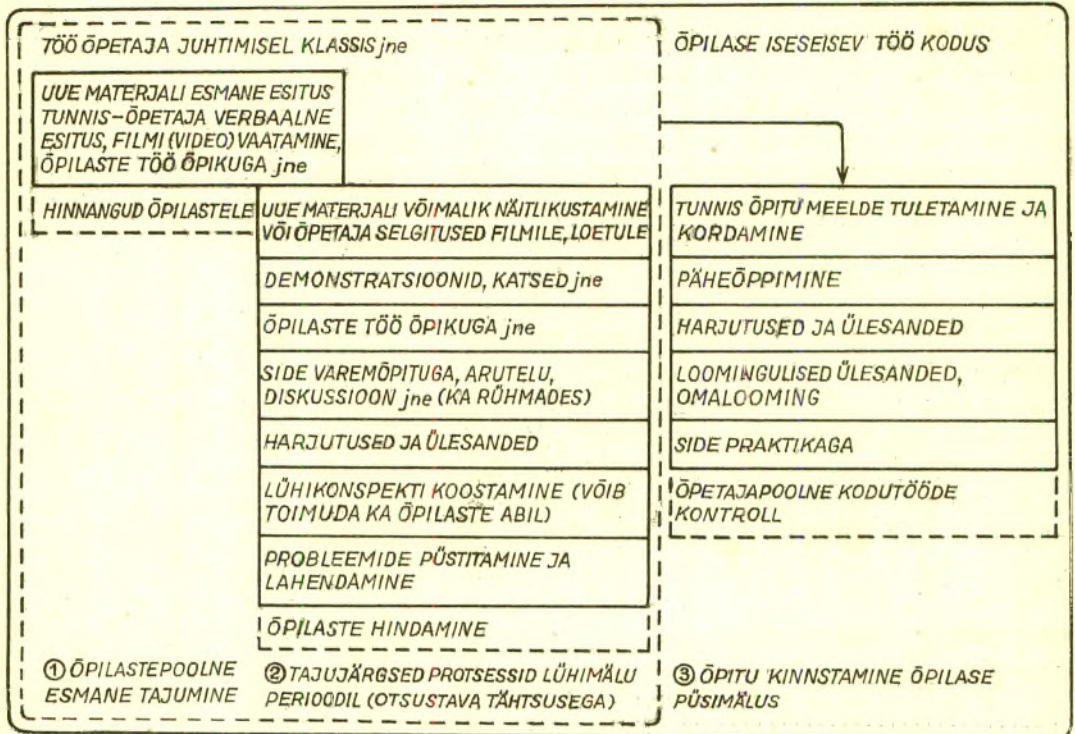 TÖÖ ÕPETAJA JUHTIMISEL KLASSIS jne
UUE MATERJALI ESMANE ESITUS
TUNNIS–ÕPETAJA VERBAALNE
ESITUS, FILMI (VIDEO) VAATAMINE,
ÕPILASTE TÖÖ ÕPIKUGA jne
HINNANGUD ÕPILASTELE
UUE MATERJALI VÕIMALIK NÄITLIKUSTAMINE
VÕI ÕPETAJA SELGITUSED FILMILE, LOETULE
DEMONSTRATSIOONID, KATSED jne
ÕPILASTE TÖÖ ÕPIKUGA jne
SIDE VAREMÕPITUGA, ARUTELU,
DISKUSSIOON jne (KA RÜHMADES)
HARJUTUSED JA ÜLESANDED
LÜHIKONSPEKTI KOOSTAMINE (VÕIB
TOIMUDA KA ÕPILASTE ABIL)
PROBLEEMIDE PÜSTITAMINE JA
LAHENDAMINE
ÕPILASTE HINDAMINE
① ÕPILASTEPOOLNE
ESMANE TAJUMINE
② TAJUJÄRGSED PROTSESSID LÜHIMÄLU
PERIOODIL (OTSUSTAVA TÄHTSUSEGA)
ÕPILASE ISESEISEV TÖÖ KODUS
TUNNIS ÕPITU MEELDE TULETAMINE JA
KORDAMINE
PÄHEÕPPIMINE
HARJUTUSED JA ÜLESANDED
LOOMINGULISED ÜLESANDED,
OMALOOMING
SIDE PRAKTIKAGA
ÕPETAJAPOOLNE KODUTÖÖDE
KONTROLL
③ ÕPITU KINNSTAMINE ÕPILASE
PÜSIMÄLUS